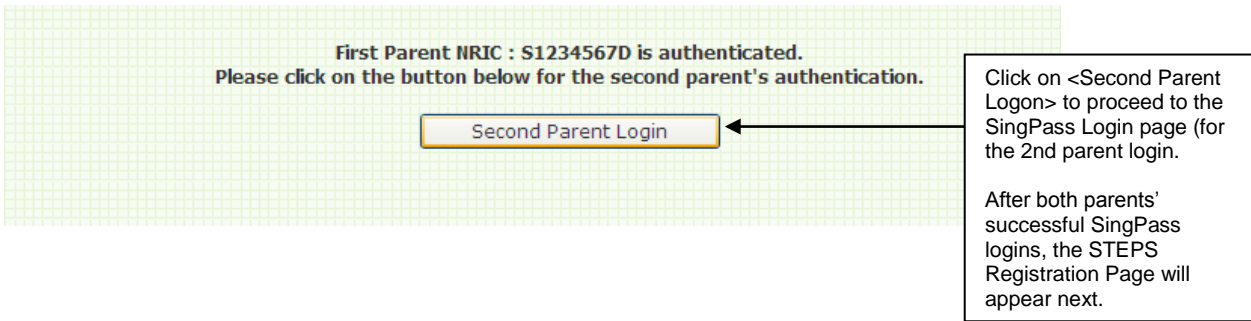 First Parent NRIC : S1234567D is authenticated.
Please click on the button below for the second parent's authentication.
Second Parent Login
Click on <Second Parent
Logon> to proceed to the
SingPass Login page (for
the 2nd parent login.
After both parents’
successful SingPass
logins, the STEPS
Registration Page will
appear next.